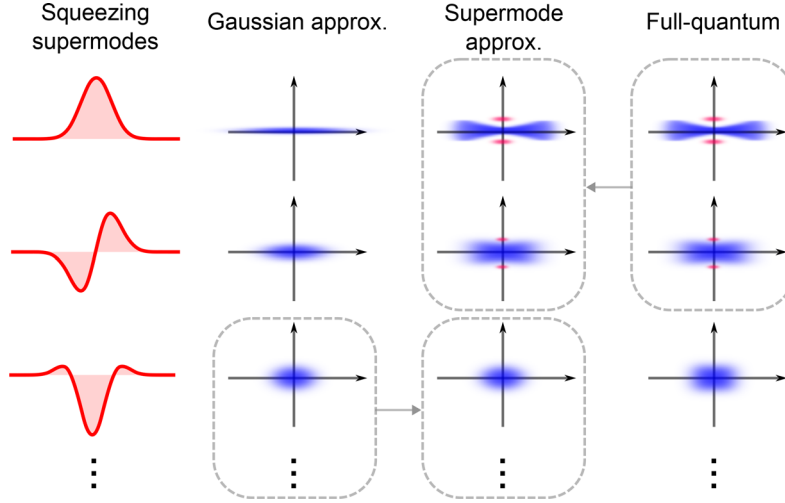 Squeezing
supermodes
Gaussian approx.
Supermode
approx.
Full-quantum